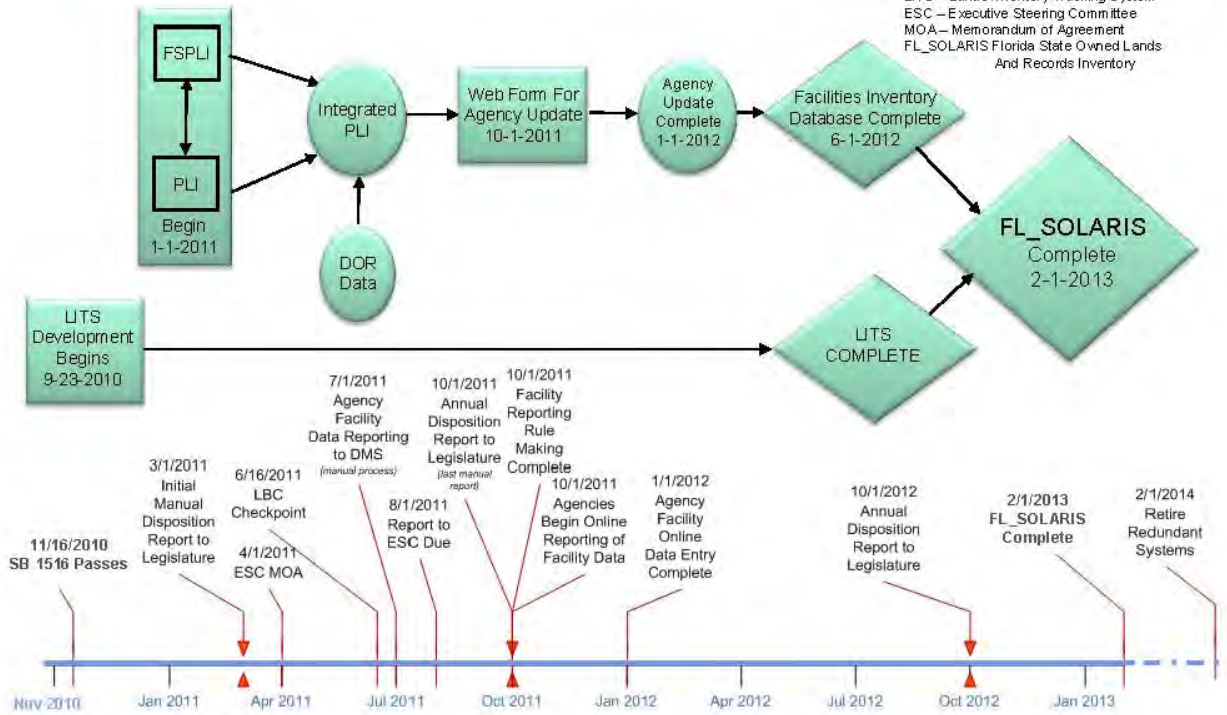 ESC – Executive Steering Committee
MOA – Memorandum of Agreement
FL_SOLARIS Florida State Owned Lands
And Records Inventory
FSPLI
PLI
Begin
1-1-2011
Integrated
PLI
DOR
Data
Web Form For
Agency Update
10-1-2011
Agency
Update
Complete
1-1-2012
Facilities Inventory
Database Complete
6-1-2012
FL_SOLARIS
Complete
2-1-2013
LITS
Development
Begins
9-23-2010
LITS
COMPLETE
11/16/2010
SB 1516 Passes
3/1/2011
Initial
Manual
Disposition
Report to
Legislature
4/1/2011
ESC MOA
6/16/2011
LBC
Checkpoint
7/1/2011
Agency
Facility
Data Reporting
to DMS
(manual process)
8/1/2011
Report to
ESC Due
10/1/2011
Annual
Disposition
Report to
Legislature
(last manual
report)
10/1/2011
Facility
Reporting
Rule
Making
Complete
10/1/2011
Agencies
Begin Online
Reporting of
Facility Data
1/1/2012
Agency
Facility
Online
Data Entry
Complete
10/1/2012
Annual
Disposition
Report to
Legislature
2/1/2013
FL_SOLARIS
Complete
2/1/2014
Retire
Redundant
Systems
Nov 2010
Jan 2011
Apr 2011
Jul 2011
Oct 2011
Jan 2012
Apr 2012
Jul 2012
Oct 2012
Jan 2013